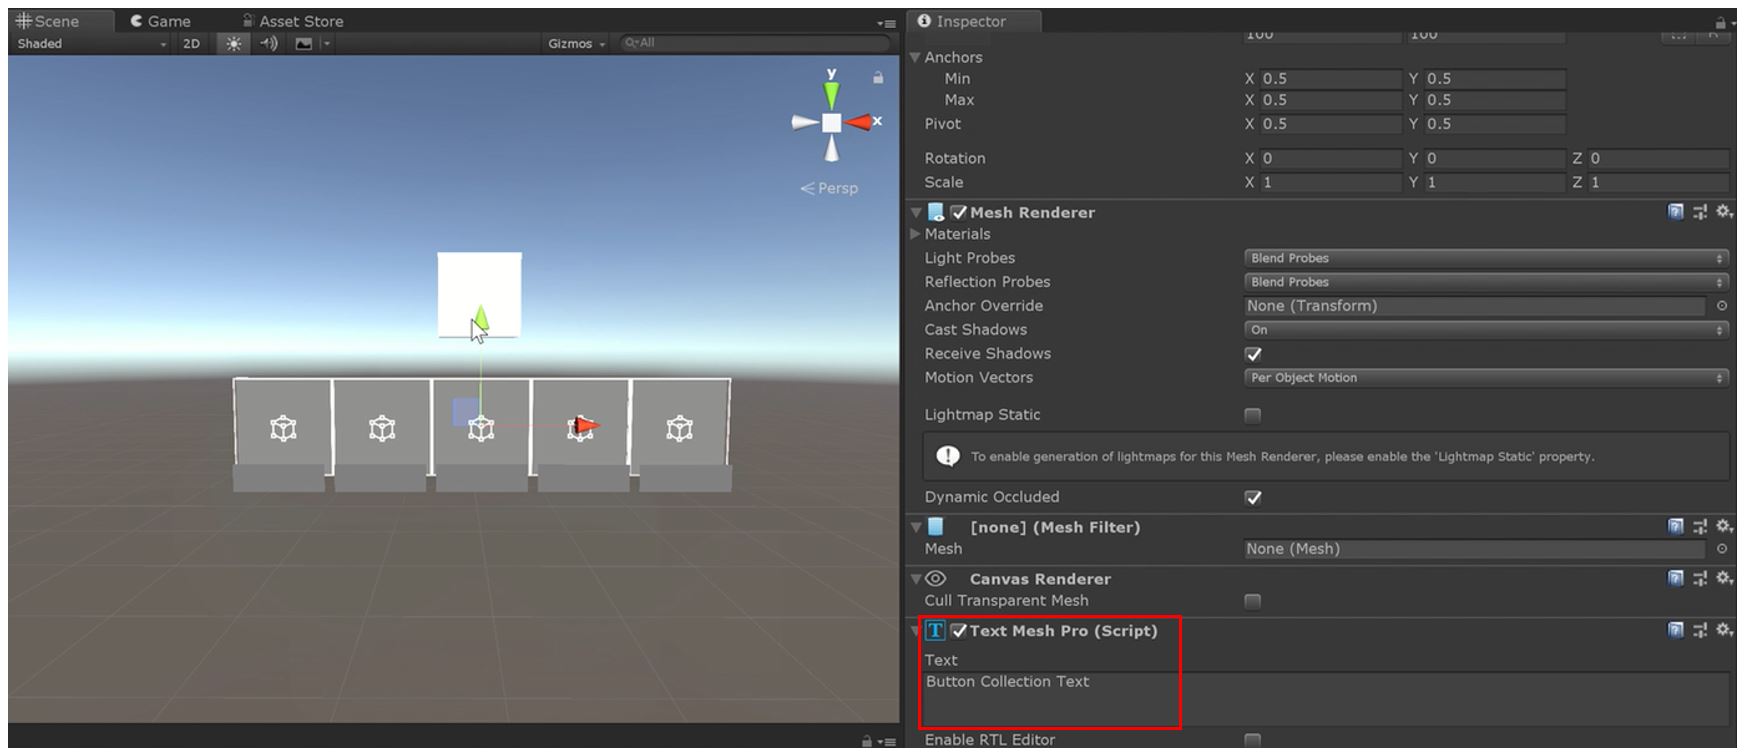 Scene Game Asset Store
Shaded 2D Gizmos All
y
x
Persp
Inspector
100 100
Anchors
Min X 0.5 Y 0.5
Max X 0.5 Y 0.5
Pivot X 0.5 Y 0.5
Rotation X 0 Y 0 Z 0
Scale X 1 Y 1 Z 1
Mesh Renderer
Materials
Light Probes Blend Probes
Reflection Probes Blend Probes
Anchor Override None (Transform)
Cast Shadows On
Receive Shadows
Motion Vectors Per Object Motion
Lightmap Static
To enable generation of lightmaps for this Mesh Renderer, please enable the 'Lightmap Static' property.
Dynamic Occluded
[none] (Mesh Filter)
Mesh None (Mesh)
Canvas Renderer
Cull Transparent Mesh
T Text Mesh Pro (Script)
Text
Button Collection Text
Enable RTL Editor